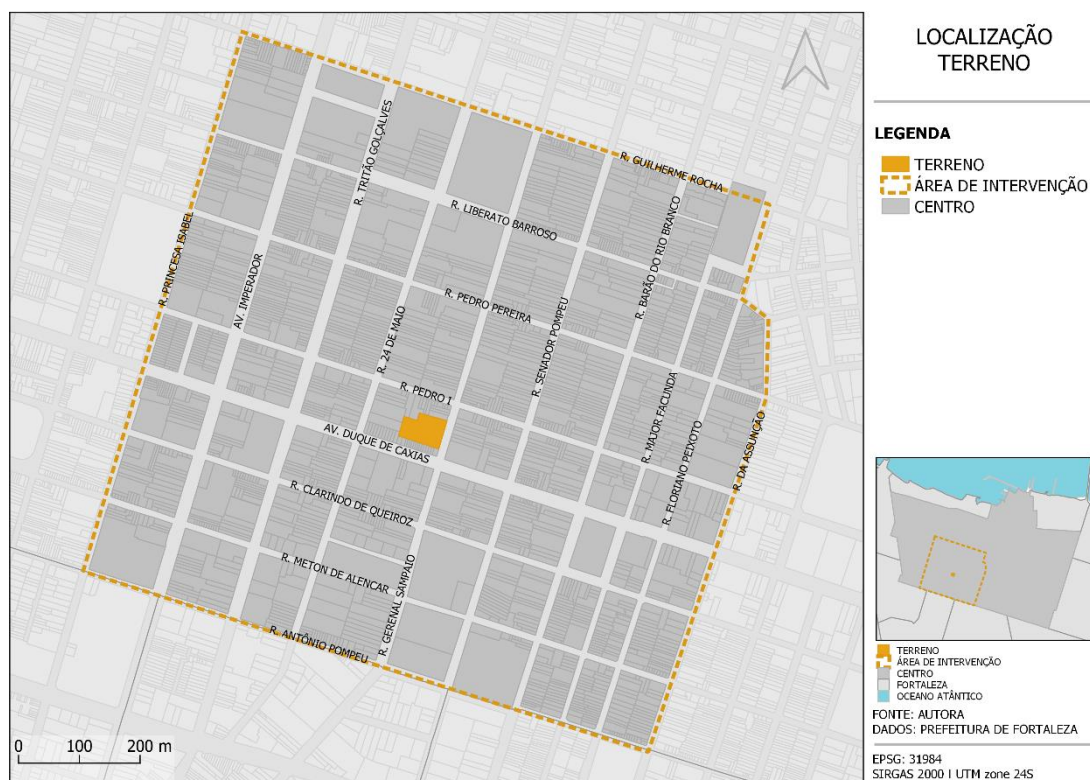 LOCALIZAÇÃO
TERRENO
LEGENDA
TERRENO
ÁREA DE INTERVENÇÃO
CENTRO
R. GUILHERME ROCHA
R. TRITÃO GOLÇALVES
R. LIBERATO BARROSO
R. BARÃO DO RIO BRANCO
R. PRINCESA ISABEL
AV. IMPERADOR
R. PEDRO PEREIRA
R. SENADOR POMPEU
R. 24 DE MAIO
R. PEDRO I
R. MAJOR FACUNDA
R. FLORIANO PEIXOTO
R. DA ASSUNÇÃO
AV. DUQUE DE CAXIAS
R. CLARINDO DE QUEIROZ
R. METON DE ALENCAR
R. GERENAL SAMPAIO
R. ANTÔNIO POMPEU
0 100 200 m
TERRENO
ÁREA DE INTERVENÇÃO
CENTRO
FORTALEZA
OCEANO ATÂNTICO
FONTE: AUTORA
DADOS: PREFEITURA DE FORTALEZA
EPSG: 31984
SIRGAS 2000 | UTM zone 24S